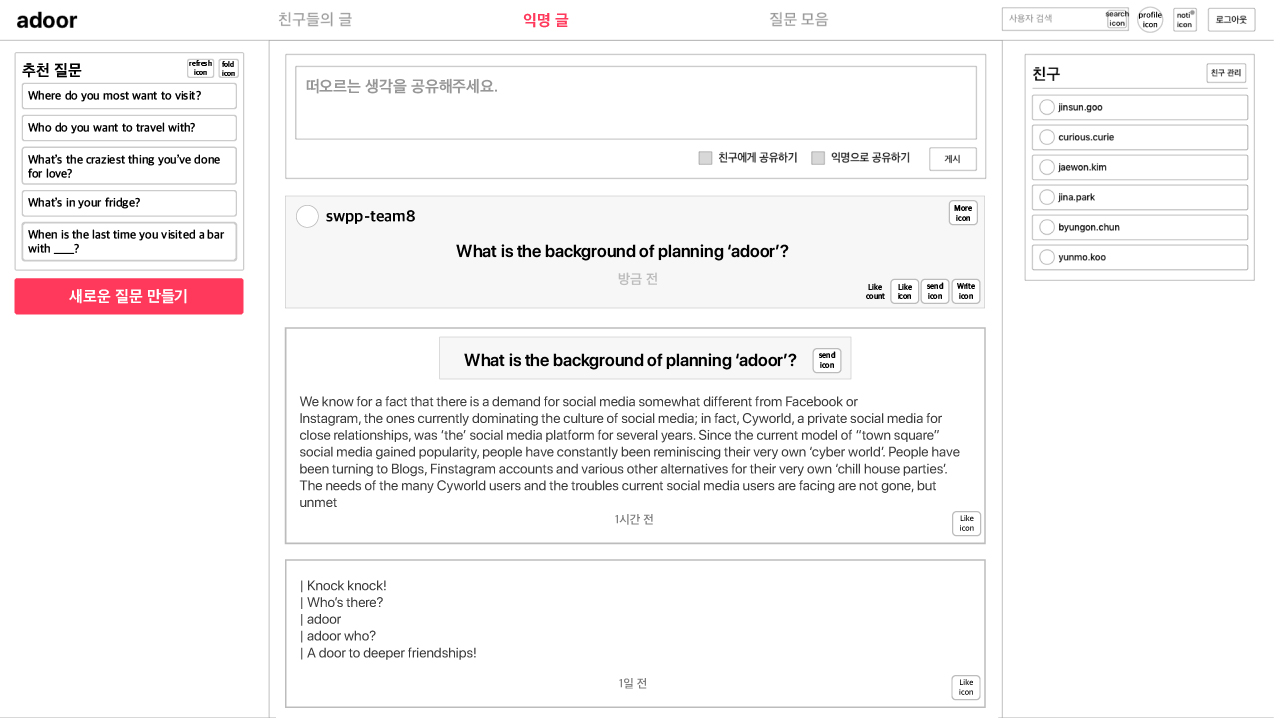 adoor
친구들의 글
익명 글
질문 모음
사용자 검색
search
icon
profile
icon
noti
icon
로그아웃
추천 질문
refresh
icon
fold
icon
Where do you most want to visit?
Who do you want to travel with?
What's the craziest thing you've done
for love?
What's in your fridge?
When is the last time you visited a bar
with ____?
새로운 질문 만들기
떠오르는 생각을 공유해주세요.
친구에게 공유하기
익명으로 공유하기
게시
swpp-team8
More
icon
What is the background of planning ‘adoor’?
방금 전
Like
count
Like
icon
send
icon
Write
icon
What is the background of planning ‘adoor’?
send
icon
We know for a fact that there is a demand for social media somewhat different from Facebook or
Instagram, the ones currently dominating the culture of social media; in fact, Cyworld, a private social media for
close relationships, was ‘the’ social media platform for several years. Since the current model of “town square”
social media gained popularity, people have constantly been reminiscing their very own ‘cyber world’. People have
been turning to Blogs, Finstagram accounts and various other alternatives for their very own ‘chill house parties’.
The needs of the many Cyworld users and the troubles current social media users are facing are not gone, but
unmet
1시간 전
Like
icon
| Knock knock!
| Who’s there?
| adoor
| adoor who?
| A door to deeper friendships!
1일 전
Like
icon
친구
친구 관리
jinsun.goo
curious.curie
jaewon.kim
jina.park
byungon.chun
yunmo.koo